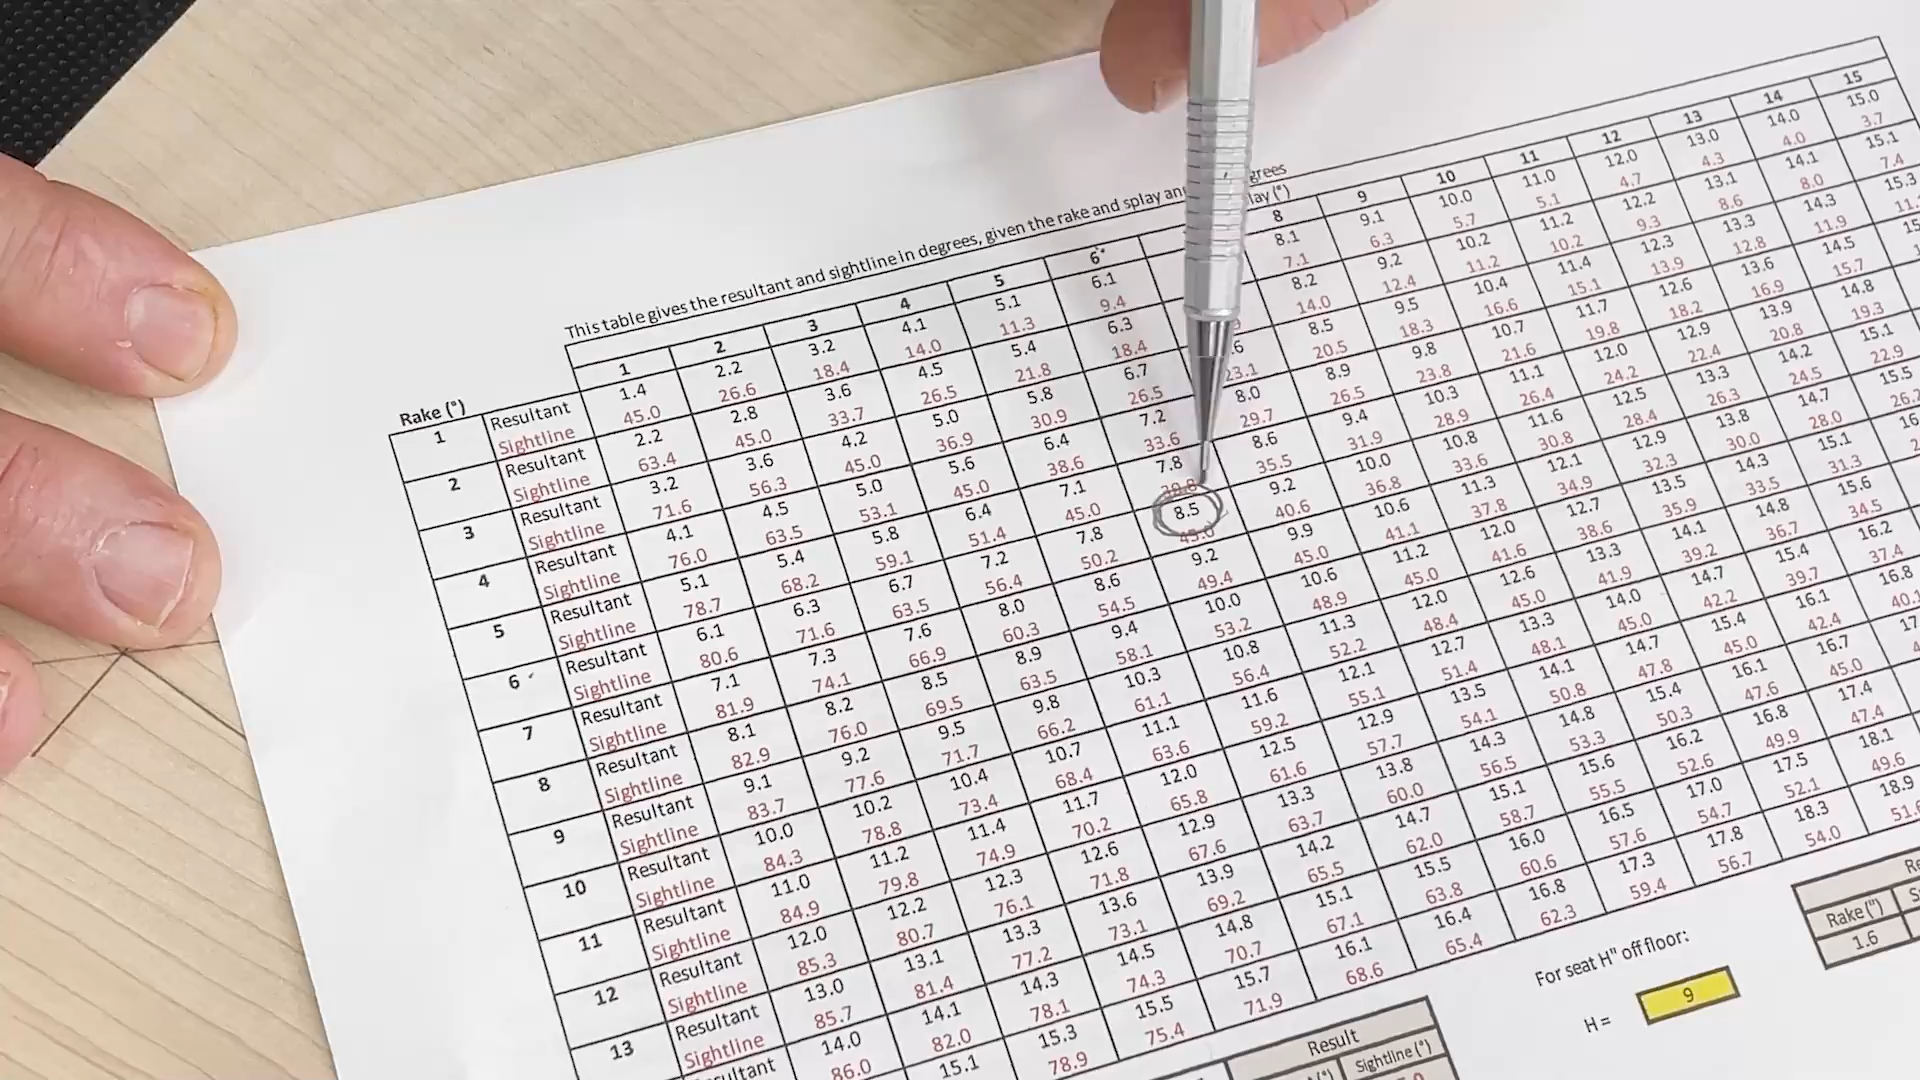 This table gives the resultant and sightline in degrees, given the rake and splay
1 2 3 4 5 6 8 9 10 11 12 13 14 15
Rake (°)
1 Resultant 1.4 2.2 3.2 4.1 5.1 6.1 8.1 9.1 10.0 11.0 12.0 13.0 14.0 15.0
Sightline 45.0 26.6 18.4 14.0 11.3 9.4 7.1 6.3 5.7 5.1 4.7 4.3 4.0 3.7
2 Resultant 2.2 2.8 3.6 4.5 5.4 6.3 8.2 9.2 10.2 11.2 12.2 13.1 14.1 15.1
Sightline 63.4 45.0 33.7 26.5 21.8 18.4 14.0 12.4 11.2 10.2 9.3 8.6 8.0 7.4
3 Resultant 3.2 3.6 4.2 5.0 5.8 6.7 8.5 9.5 10.4 11.4 12.3 13.3 14.3 15.3
Sightline 71.6 56.3 45.0 36.9 30.9 26.5 23.1 20.5 18.3 16.6 15.1 13.9 12.8 11.9
4 Resultant 4.1 4.5 5.0 5.6 6.4 7.2 8.0 8.9 9.8 10.7 11.7 12.6 13.6 14.5
Sightline 76.0 63.5 53.1 45.0 38.6 33.6 29.7 26.5 23.8 21.6 19.8 18.2 16.9 15.7
5 Resultant 5.1 5.4 5.8 6.4 7.1 7.8 8.6 9.4 10.3 11.1 12.0 12.9 13.9 14.8
Sightline 78.7 68.2 59.1 51.4 45.0 39.8 35.5 31.9 28.9 26.4 24.2 22.4 20.8 19.3
6 Resultant 6.1 6.3 6.7 7.2 7.8 8.5 9.2 10.0 10.8 11.6 12.5 13.3 14.2 15.1
Sightline 80.6 71.6 63.5 56.4 50.2 45.0 40.6 36.8 33.6 30.8 28.4 26.3 24.5 22.9
7 Resultant 7.1 7.3 7.6 8.0 8.6 9.2 9.9 10.6 11.3 12.1 12.9 13.8 14.7 15.5
Sightline 81.9 74.1 66.9 60.3 54.5 49.4 45.0 41.1 37.8 34.9 32.3 30.0 28.0
8 Resultant 8.1 8.2 8.5 8.9 9.4 10.0 10.6 11.2 12.0 12.7 13.5 14.3 15.1
Sightline 82.9 76.0 69.5 63.5 58.1 53.2 48.9 45.0 41.6 38.6 35.9 33.5 31.3
9 Resultant 9.1 9.2 9.5 9.8 10.3 10.8 11.3 12.0 12.6 13.3 14.1 14.8 15.6
Sightline 83.7 77.6 71.7 66.2 61.1 56.4 52.2 48.4 45.0 41.9 39.2 36.7 34.5
10 Resultant 10.0 10.2 10.4 10.7 11.1 11.6 12.1 12.7 13.3 14.0 14.7 15.4 16.2
Sightline 84.3 78.8 73.4 68.4 63.6 59.2 55.1 51.4 48.1 45.0 42.2 39.7 37.4
11 Resultant 11.0 11.2 11.4 11.7 12.0 12.5 12.9 13.5 14.1 14.7 15.4 16.1 16.8
Sightline 84.9 79.8 74.9 70.2 65.8 61.6 57.7 54.1 50.8 47.8 45.0 42.4
12 Resultant 12.0 12.2 12.3 12.6 12.9 13.3 13.8 14.3 14.8 15.4 16.1 16.7
Sightline 85.3 80.7 76.1 71.8 67.6 63.7 60.0 56.5 53.3 50.3 47.6 45.0
13 Resultant 13.0 13.1 13.3 13.6 13.9 14.2 14.7 15.1 15.6 16.2 16.8 17.4
Sightline 85.7 81.4 77.2 73.1 69.2 65.5 62.0 58.7 55.5 52.6 49.9 47.4
14.0 14.1 14.3 14.5 14.8 15.1 15.5 16.0 16.5 17.0 17.5 18.1
86.0 82.0 78.1 74.3 70.7 67.1 63.8 60.6 57.6 54.7 52.1 49.6
15.1 15.3 15.5 15.7 16.1 16.4 16.8 17.3 17.8 18.3 18.9
78.9 75.4 71.9 68.6 65.4 62.3 59.4 56.7 54.0
For seat H" off floor:
H = 9
Rake (°)
1.6
Result
Sightline (°)